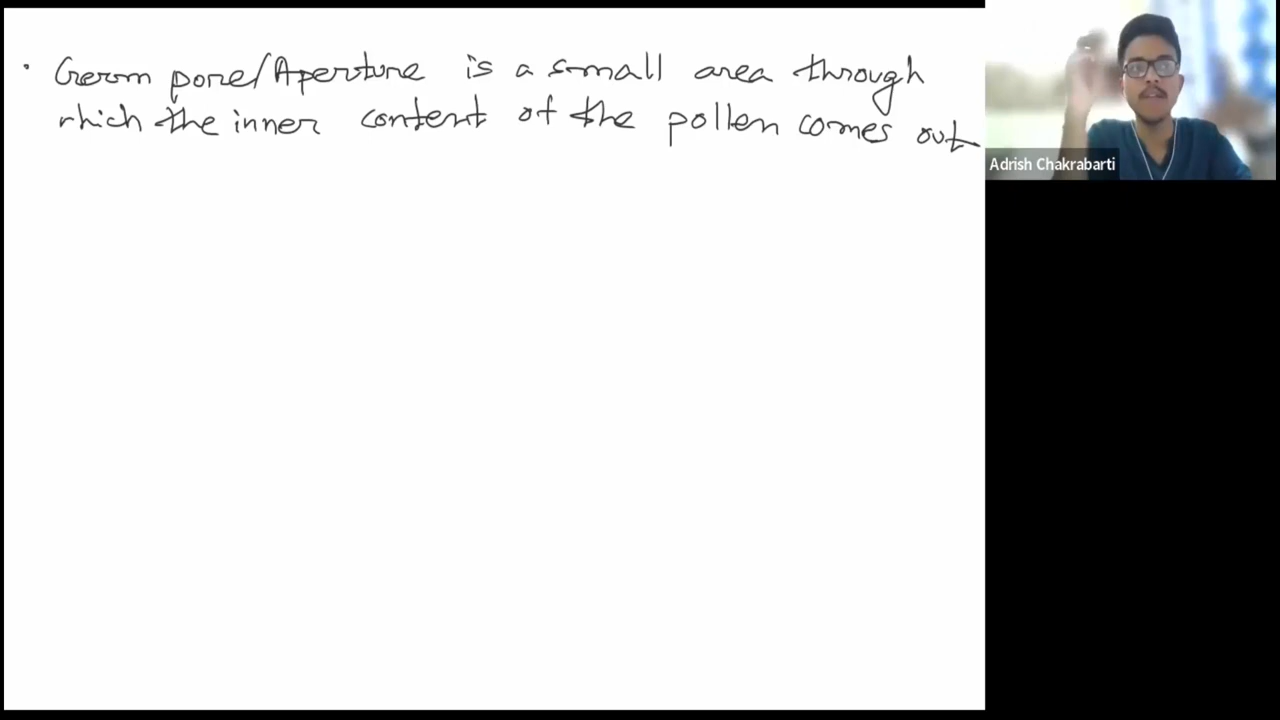 · Germ pore/Aperture is a small area through
which the inner content of the pollen comes out
Adrish Chakrabarti